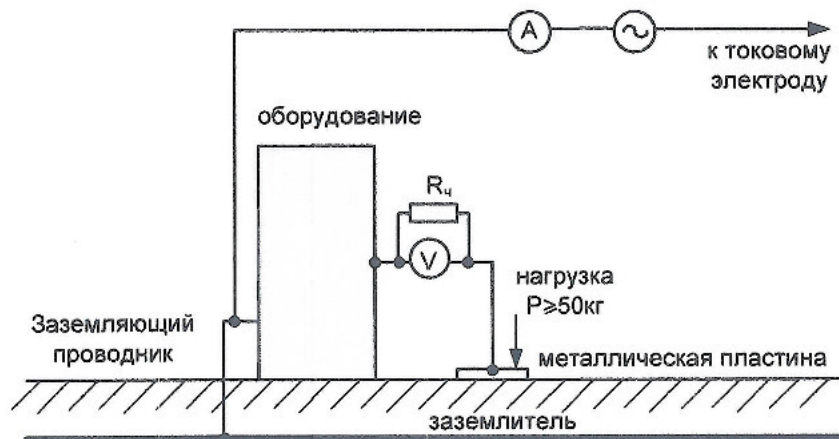 A
к токовому
электроду
оборудование
Rч
V
нагрузка
P⩾50кг
Заземляющий
проводник
металлическая пластина
заземлитель